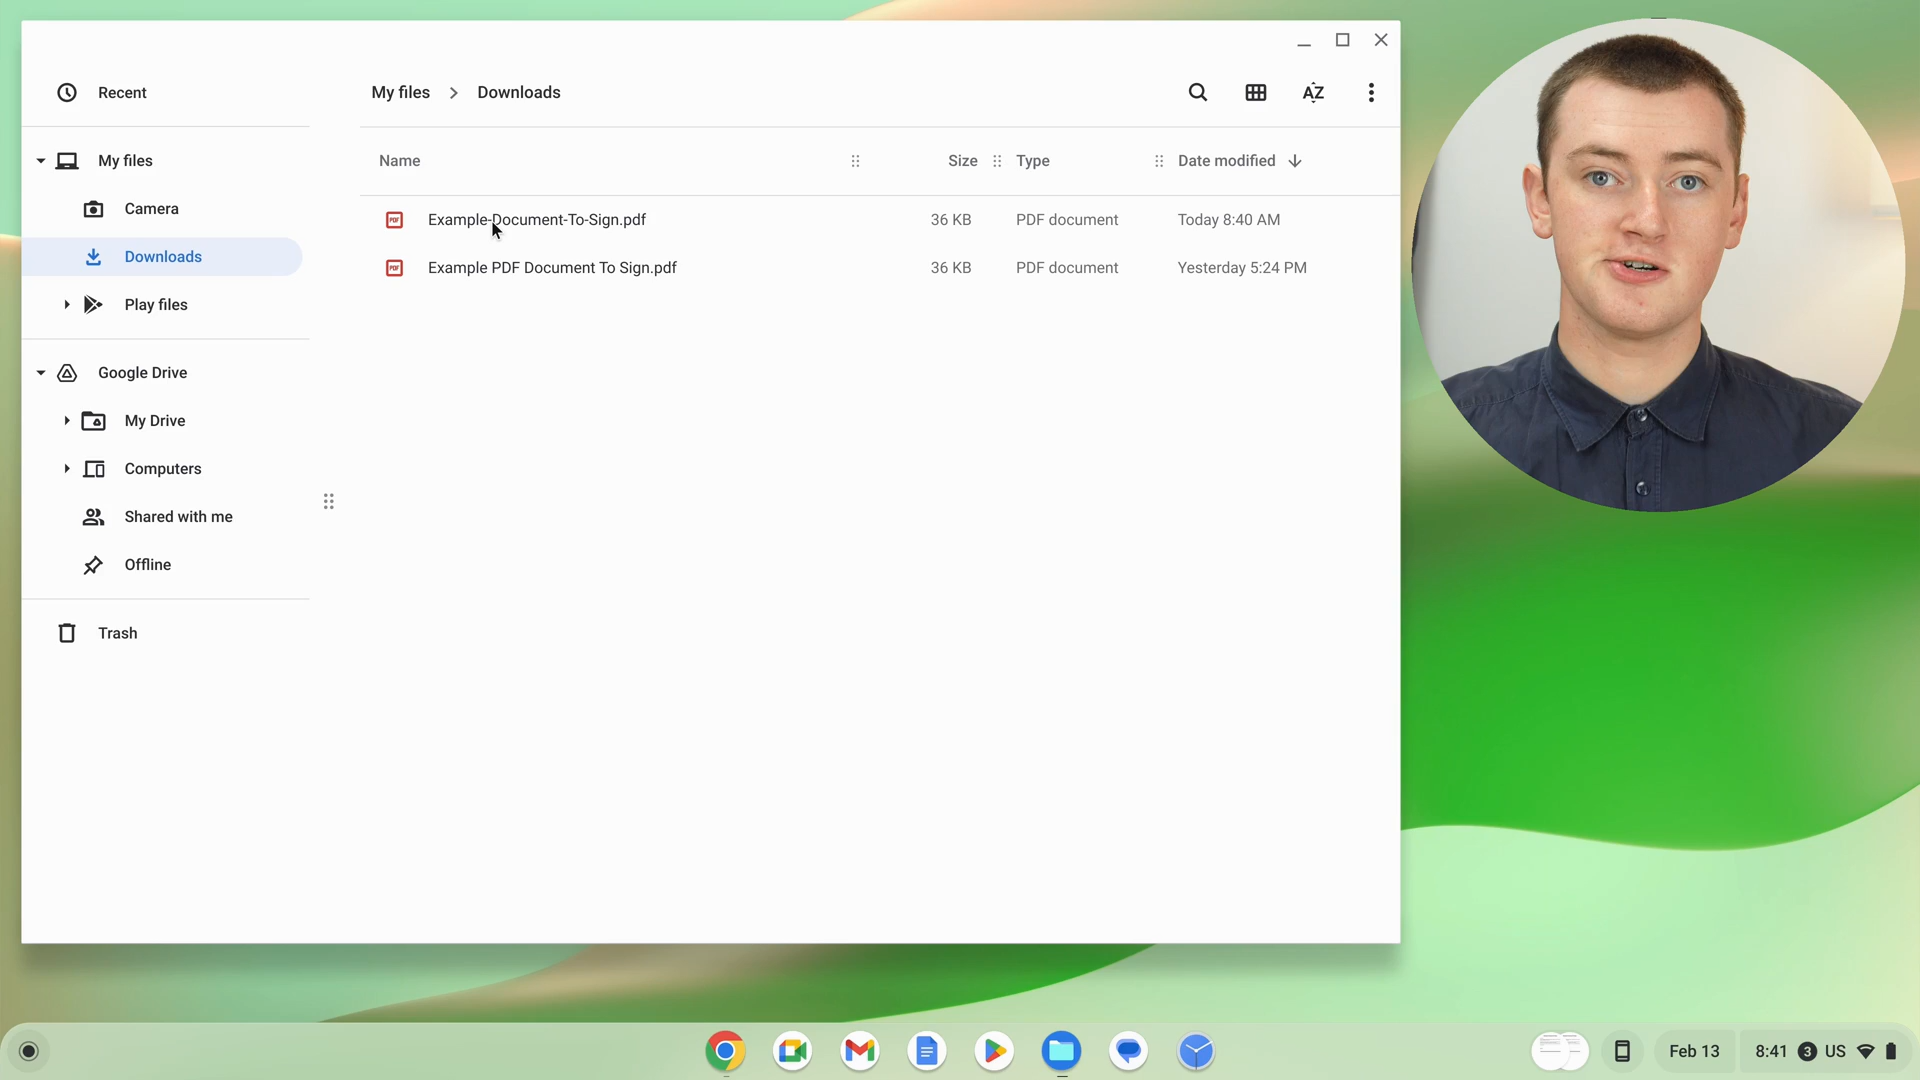 Recent
My files
Camera
Downloads
Play files
Google Drive
My Drive
Computers
Shared with me
Offline
Trash
My files Downloads
AZ
Name Size Type Date modified
PDF Example-Document-To-Sign.pdf 36 KB PDF document Today 8:40 AM
PDF Example PDF Document To Sign.pdf 36 KB PDF document Yesterday 5:24 PM
Feb 13 8:41 3 US